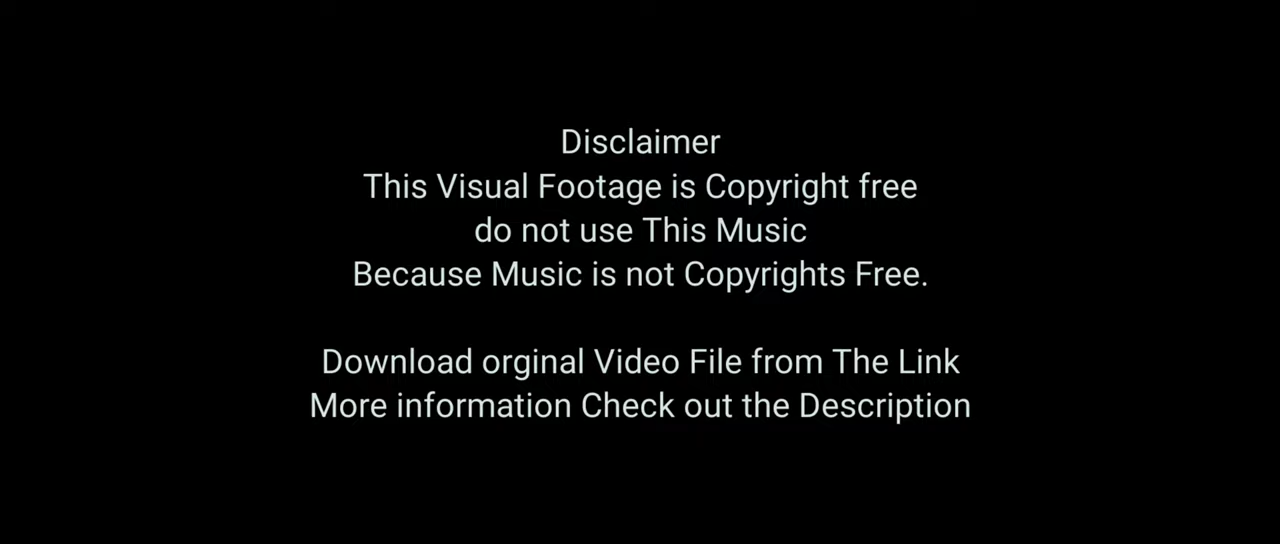 Disclaimer
This Visual Footage is Copyright free
do not use This Music
Because Music is not Copyrights Free.
Download orginal Video File from The Link
More information Check out the Description